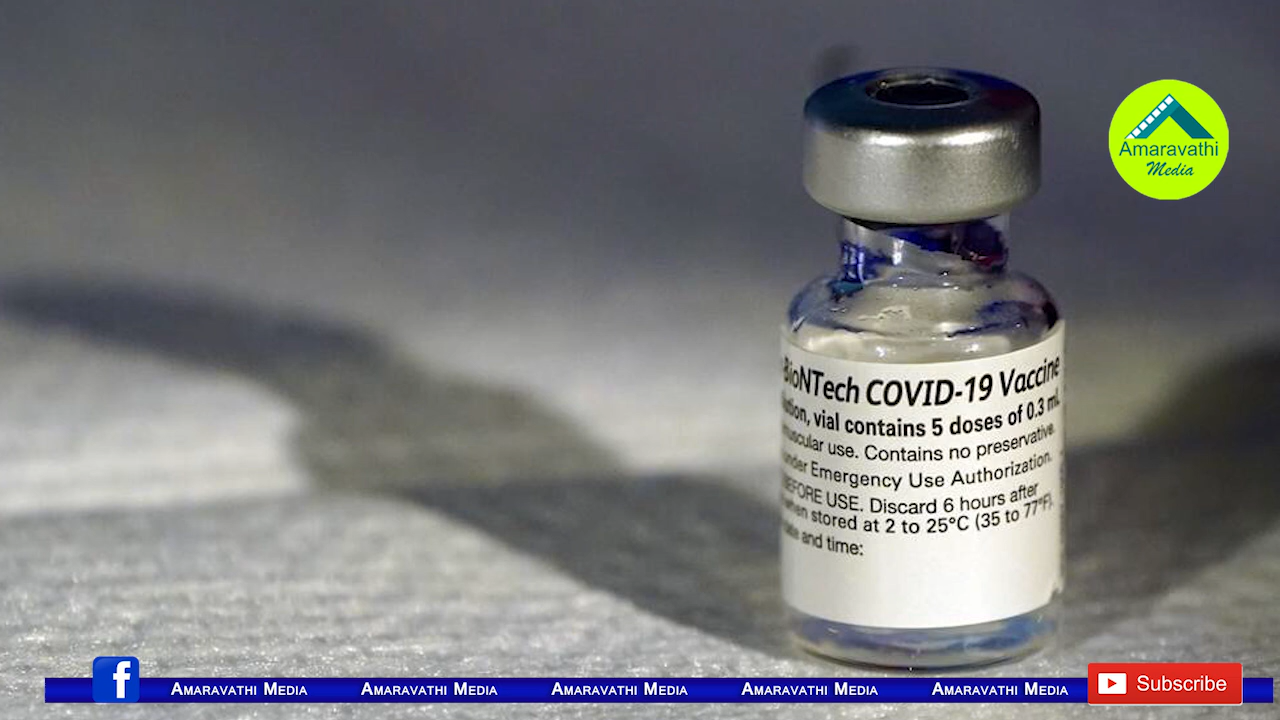 Amaravathi
Media
BioNTech COVID-19 Vaccine
vial contains 5 doses of 0.3 mL
use. Contains no preservative.
Emergency Use Authorization.
BEFORE USE. Discard 6 hours after
when stored at 2 to 25°C (35 to 77°F).
and time:
f Amaravathi Media Amaravathi Media Amaravathi Media Amaravathi Media Amaravathi Media Subscribe